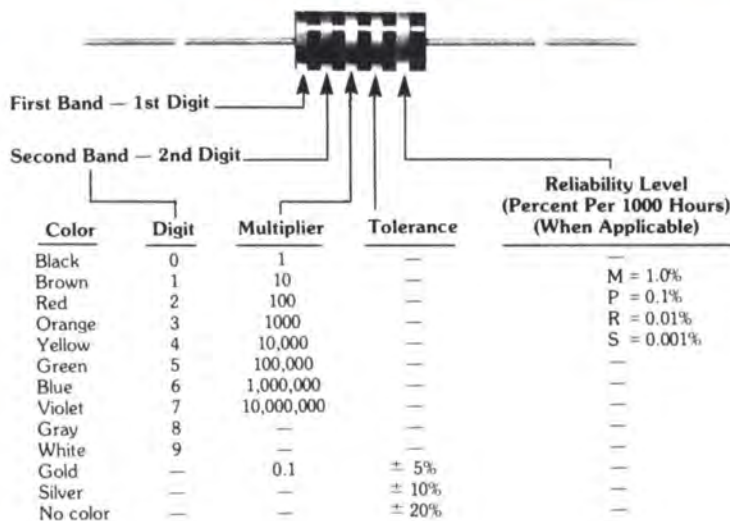 First Band — 1st Digit
Second Band — 2nd Digit
Reliability Level
(Percent Per 1000 Hours)
(When Applicable)
Color Digit Multiplier Tolerance
Black 0 1 — —
Brown 1 10 — M = 1.0%
Red 2 100 — P = 0.1%
Orange 3 1000 — R = 0.01%
Yellow 4 10,000 — S = 0.001%
Green 5 100,000 — —
Blue 6 1,000,000 — —
Violet 7 10,000,000 — —
Gray 8 — — —
White 9 — — —
Gold — 0.1 ± 5% —
Silver — — ± 10% —
No color — — ± 20% —